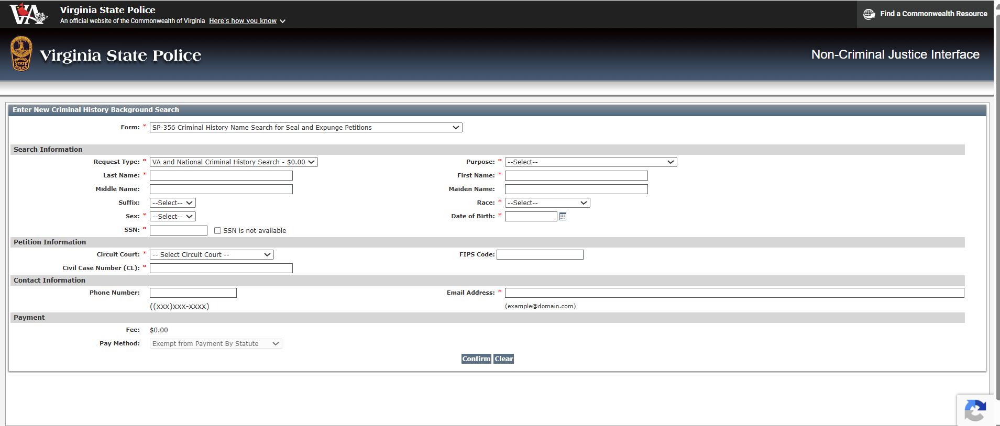 VA
Virginia State Police
An official website of the Commonwealth of Virginia Here's how you know
Find a Commonwealth Resource
VIRGINIA STATE POLICE
Virginia State Police
Non-Criminal Justice Interface
Enter New Criminal History Background Search
Form: * SP-356 Criminal History Name Search for Seal and Expunge Petitions
Search Information
Request Type: * VA and National Criminal History Search - $0.00 Purpose: * --Select--
Last Name: * First Name: *
Middle Name: Maiden Name:
Suffix: --Select-- Race: * --Select--
Sex: * --Select-- Date of Birth: *
SSN: * SSN is not available
Petition Information
Circuit Court: * -- Select Circuit Court -- FIPS Code:
Civil Case Number (CL): *
Contact Information
Phone Number: Email Address: *
((xxx)xxx-xxxx) (example@domain.com)
Payment
Fee: $0.00
Pay Method: Exempt from Payment By Statute
Confirm Clear